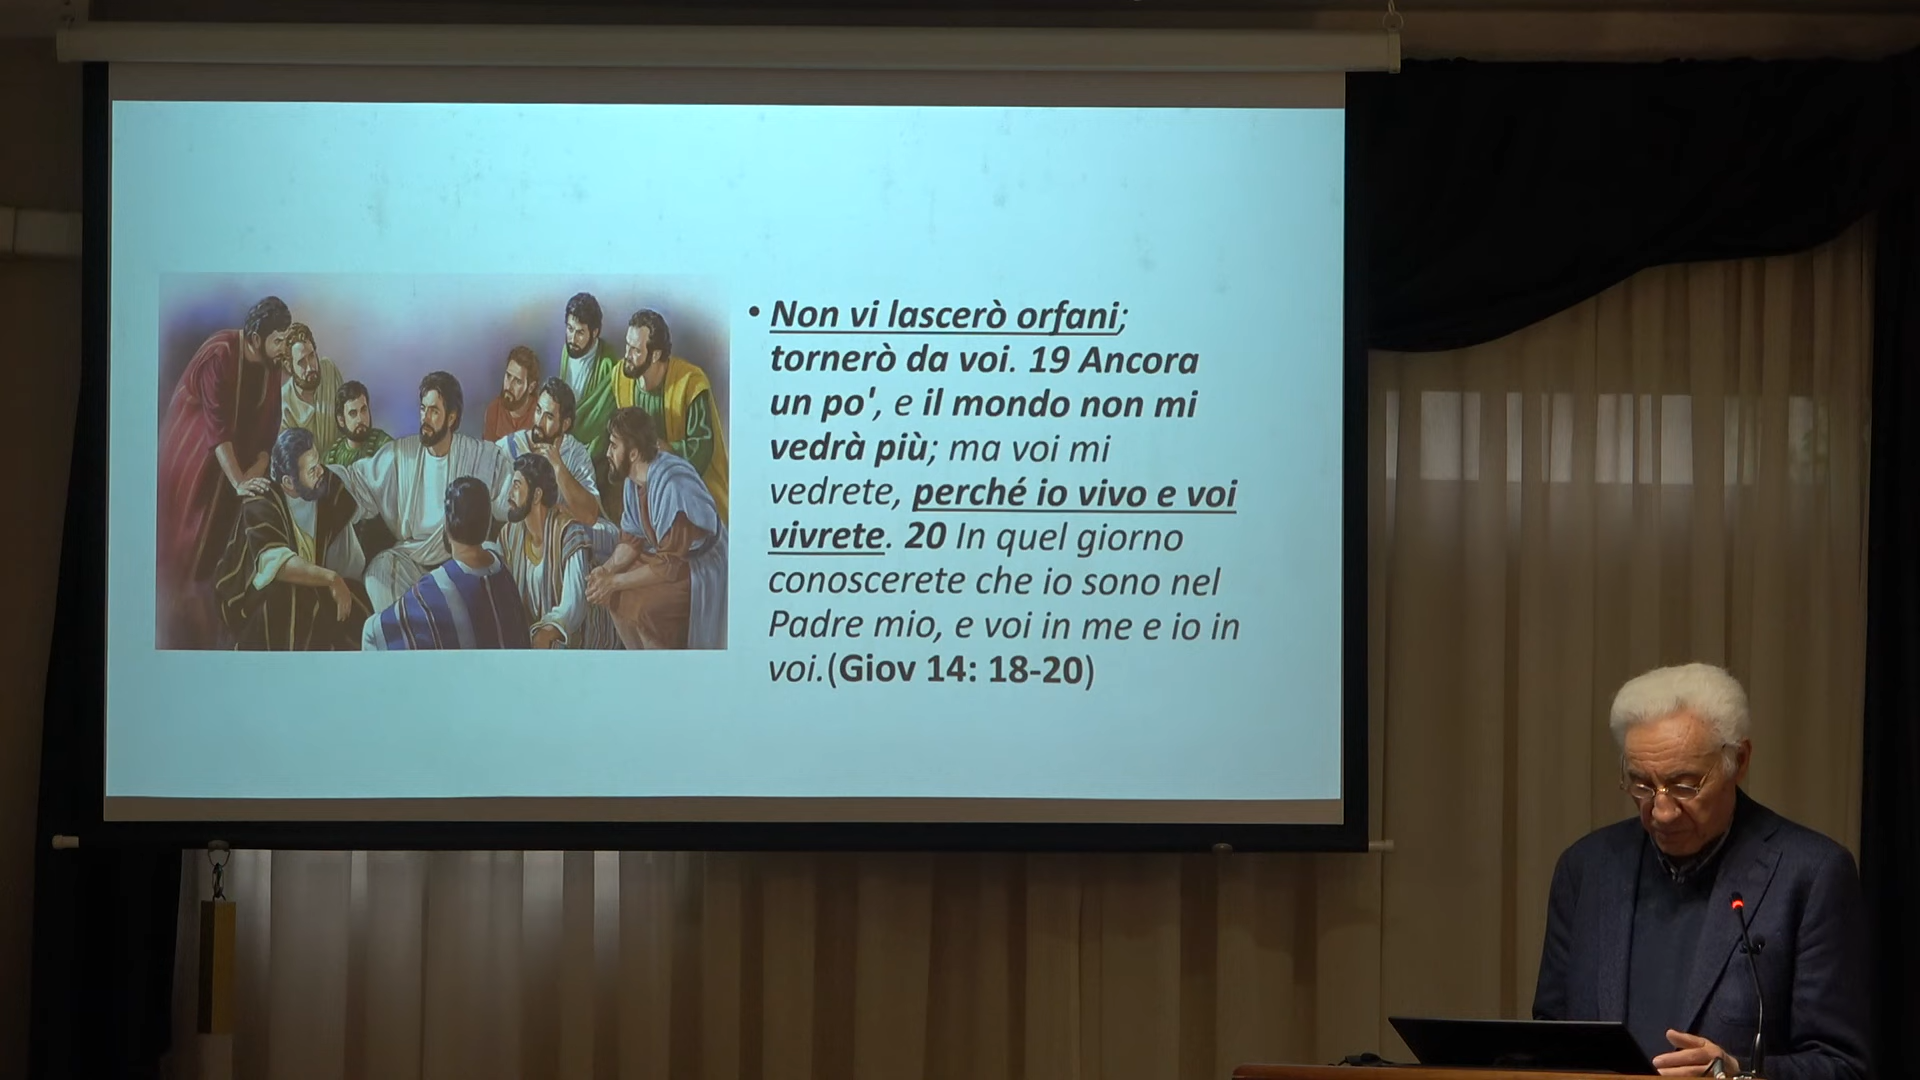 • Non vi lascerò orfani;
tornerò da voi. 19 Ancora
un po', e il mondo non mi
vedrà più; ma voi mi
vedrete, perché io vivo e voi
vivrete. 20 In quel giorno
conoscerete che io sono nel
Padre mio, e voi in me e io in
voi.(Giov 14: 18-20)